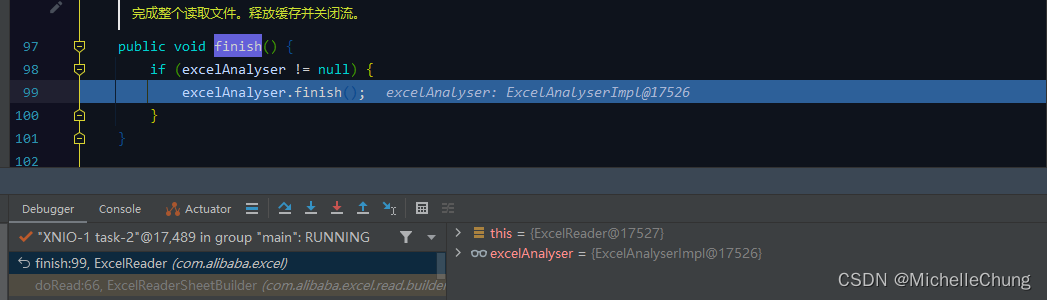 完成整个读取文件。释放缓存并关闭流。
97 public void finish() {
98 if (excelAnalyser != null) {
99 excelAnalyser.finish(); excelAnalyser: ExcelAnalyserImpl@17526
100 }
101 }
102
Debugger Console Actuator
"XNIO-1 task-2"@17,489 in group "main": RUNNING
this = {ExcelReader@17527}
finish:99, ExcelReader (com.alibaba.excel)
excelAnalyser = {ExcelAnalyserImpl@17526}
doRead:66, ExcelReaderSheetBuilder (com.alibaba.excel.read.builder
CSDN @MichelleChung